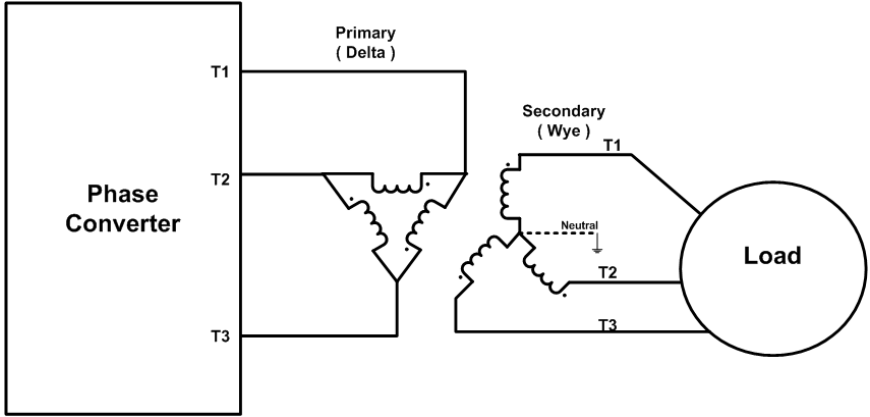 Primary
( Delta )
T1
Secondary
( Wye )
T1
T2
Phase
Converter
Neutral
Load
T2
T3
T3